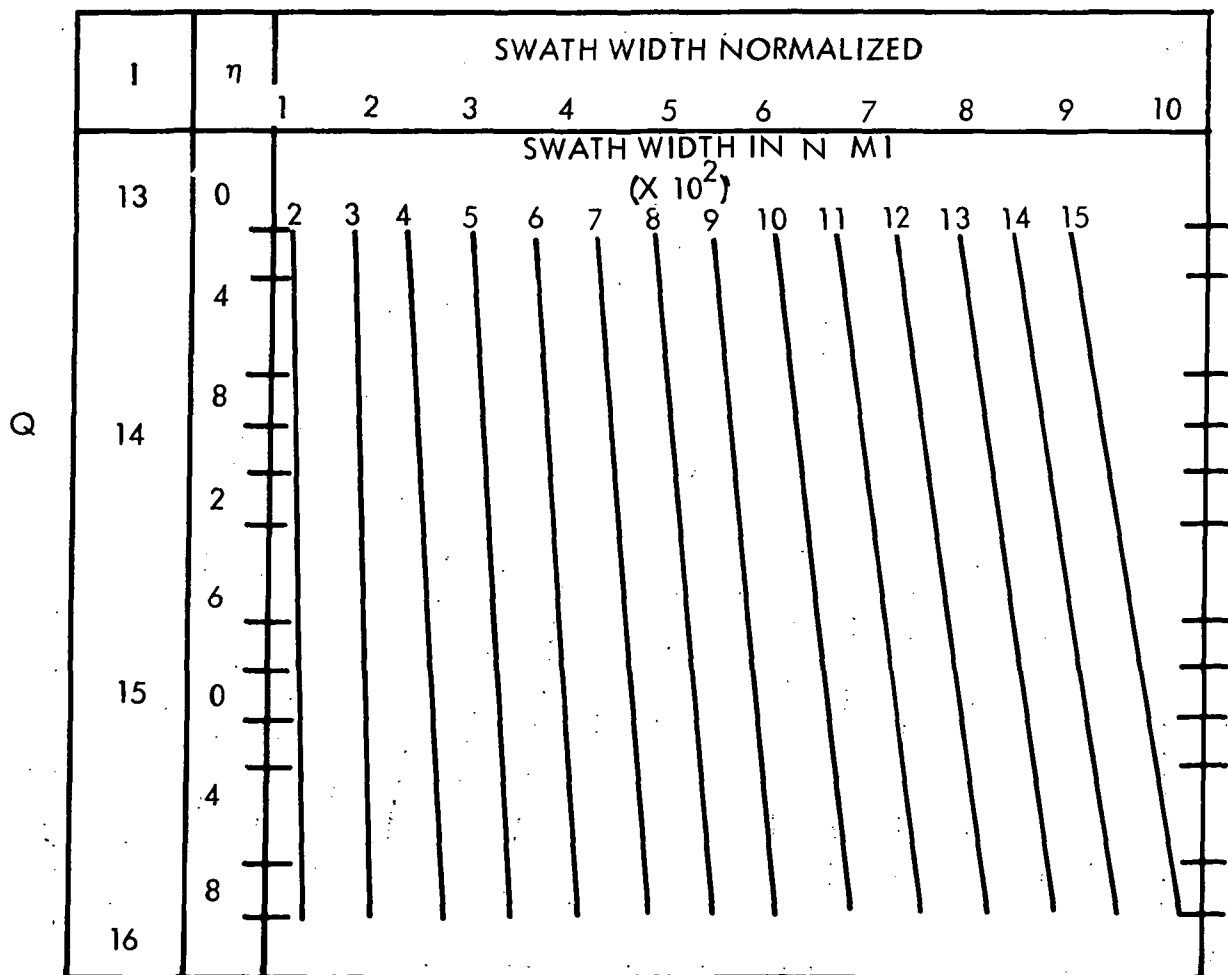 SWATH WIDTH NORMALIZED
I η
1 2 3 4 5 6 7 8 9 10
SWATH WIDTH IN N MI
(X 10²)
13 0
2 3 4 5 6 7 8 9 10 11 12 13 14 15
4
8
Q
14
2
6
15 0
4
8
16